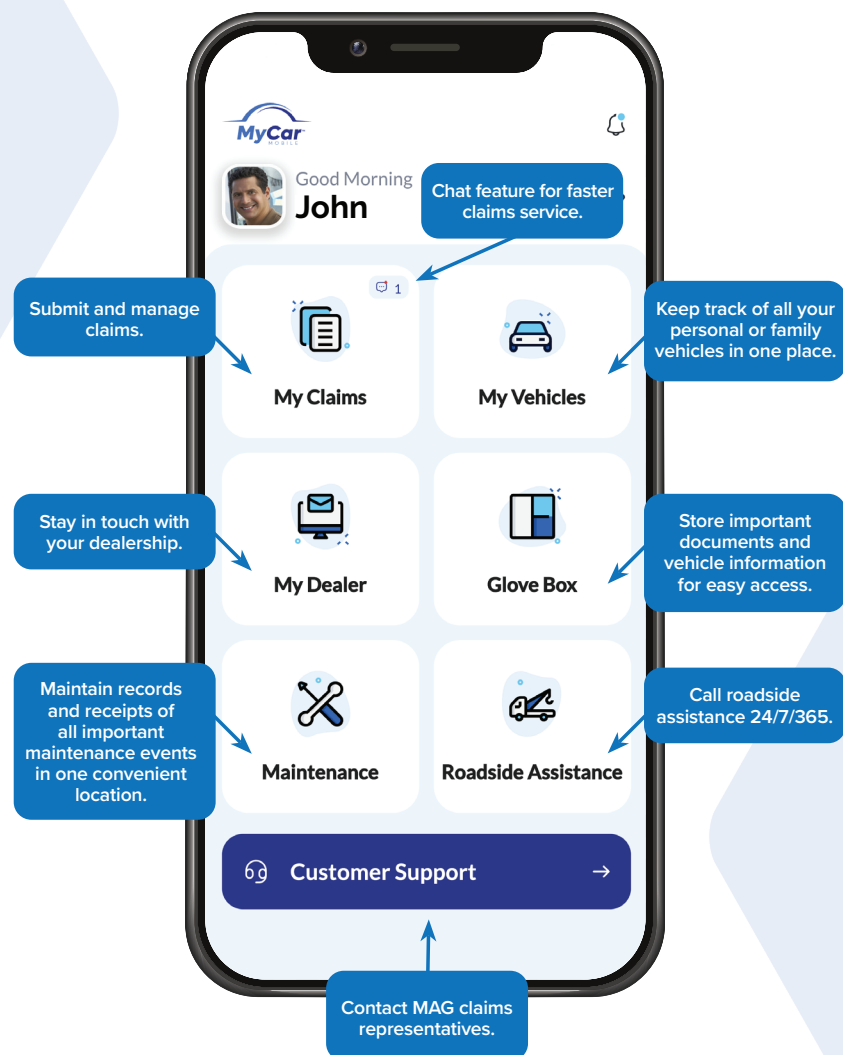 MyCar™
MOBILE
Good Morning
John
Chat feature for faster
claims service.
1
Submit and manage
claims.
My Claims
My Vehicles
Keep track of all your
personal or family
vehicles in one place.
Stay in touch with
your dealership.
My Dealer
Glove Box
Store important
documents and
vehicle information
for easy access.
Maintain records
and receipts of
all important
maintenance events
in one convenient
location.
Maintenance
Roadside Assistance
Call roadside
assistance 24/7/365.
Customer Support
Contact MAG claims
representatives.